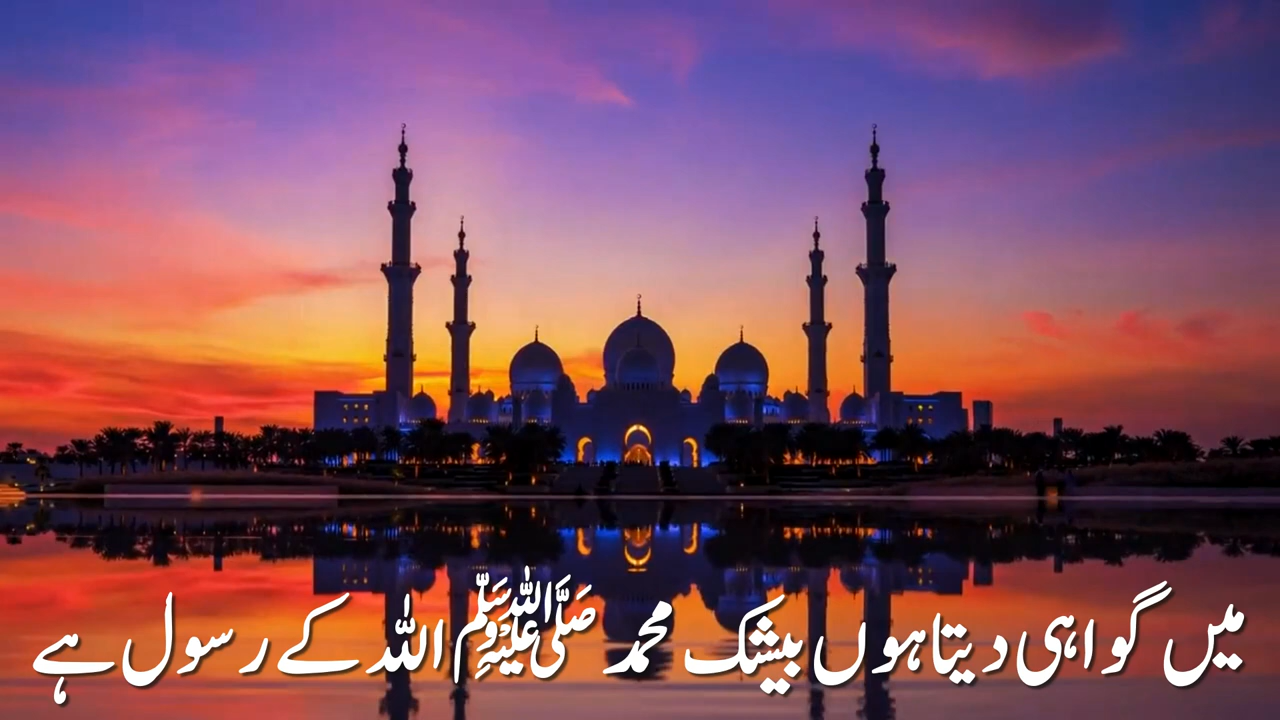 میں گواہی دیتا ہوں بیشک محمد ﷺ اللہ کے رسول ہے